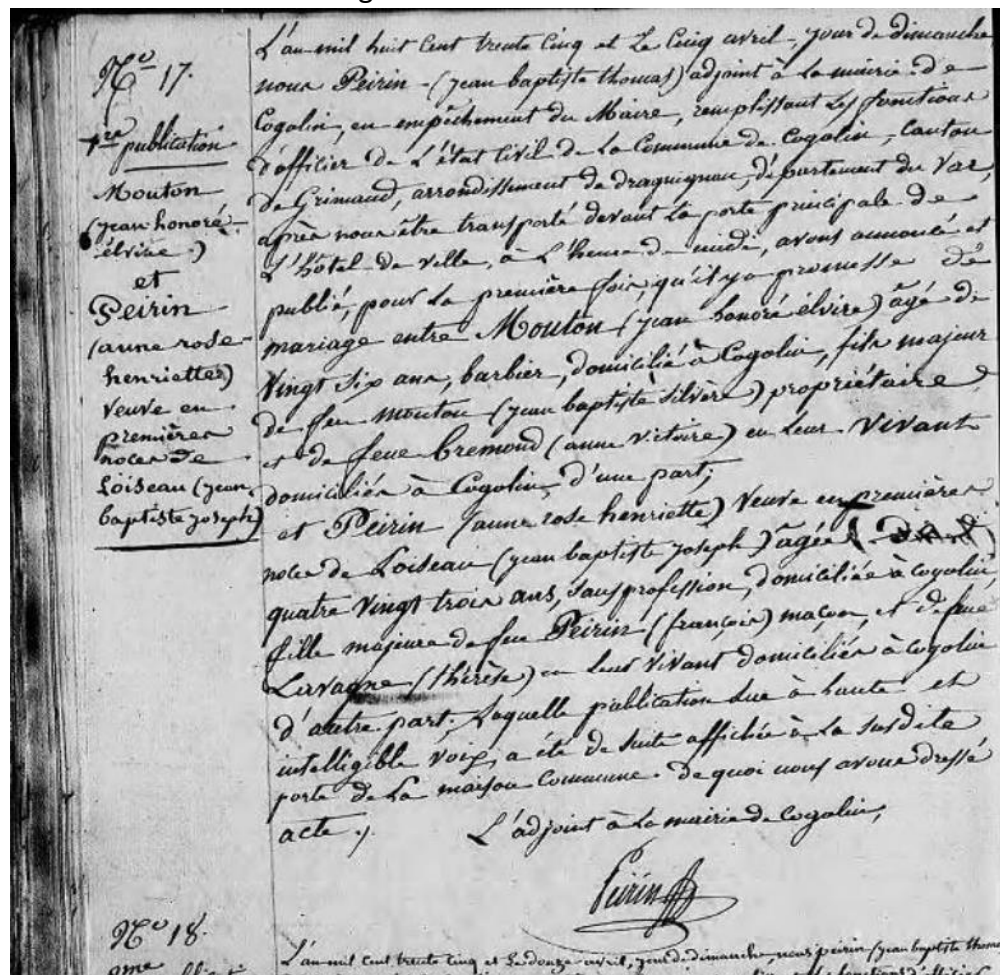 N.o 17.
1.re publication
Mouton
(jean honoré
élvire.)
et
Peirin
(anne rose
henriette)
Veuve en
premières
noces de
Loiseau (jean
baptiste joseph)
L'an mil huit Cent trente Cinq et Le Cinq avril, jour de dimanche
nous Peirin (jean baptiste thomas) adjoint à La mairie de
Cogolin, en empêchement du Maire, remplissant Les fonctions
d'officier de L'état Civil de La Commune de Cogolin, Canton
de Grimaud, arrondissement de draguignan, département du Var,
après nous être transporté devant La porte principale de
L'hôtel de ville, à L'heure de midi, avons annoncé et
publié, pour La première fois, qu'il y a promesse de
mariage entre Mouton (jean honoré élvire) âgé de
Vingt Six ans, barbier, domicilié à Cogolin, fils majeur
de feu mouton (jean baptiste silvère) propriétaire
et de feue bremond (anne victoire) en Leur Vivant
domiciliés à Cogolin, d'une part;
et Peirin (anne rose henriette) Veuve en premières
noces de Loiseau (jean baptiste joseph) âgée de
quatre Vingt trois ans, Sans profession, domiciliée à cogolin
fille majeure de feu Peirin (françois) maçon, et de feue
Lavagne (thérèse) en leur Vivant domiciliés à cogolin
d'autre part; Laquelle publication Lue à haute et
intelligible voix, a été de Suite affichée à La susdite
porte de La maison Commune. de quoi nous avons dressé
acte./.
L'adjoint à La mairie de Cogolin,
Peirin
N.o 18.
2me
L'an mil Cent trente Cinq et Le douze avril, jour de dimanche nous peirin (jean baptiste thomas